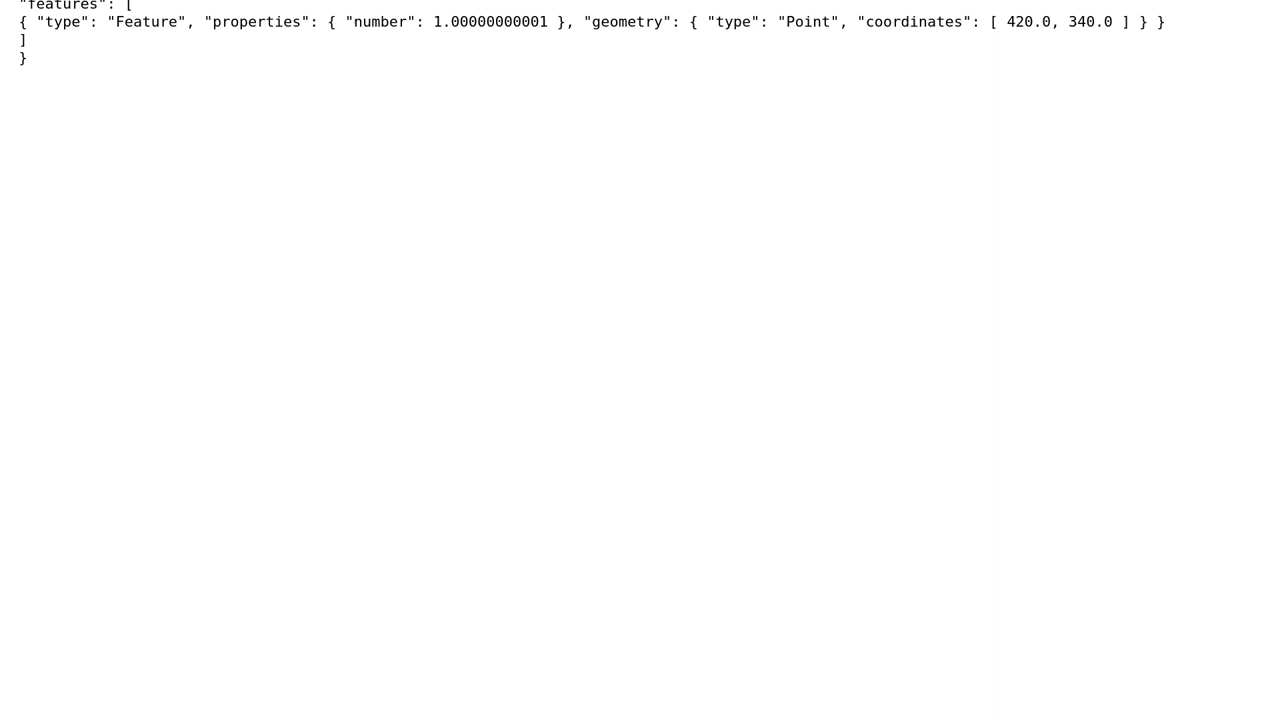 "features": [
{ "type": "Feature", "properties": { "number": 1.00000000001 }, "geometry": { "type": "Point", "coordinates": [ 420.0, 340.0 ] } }
]
}